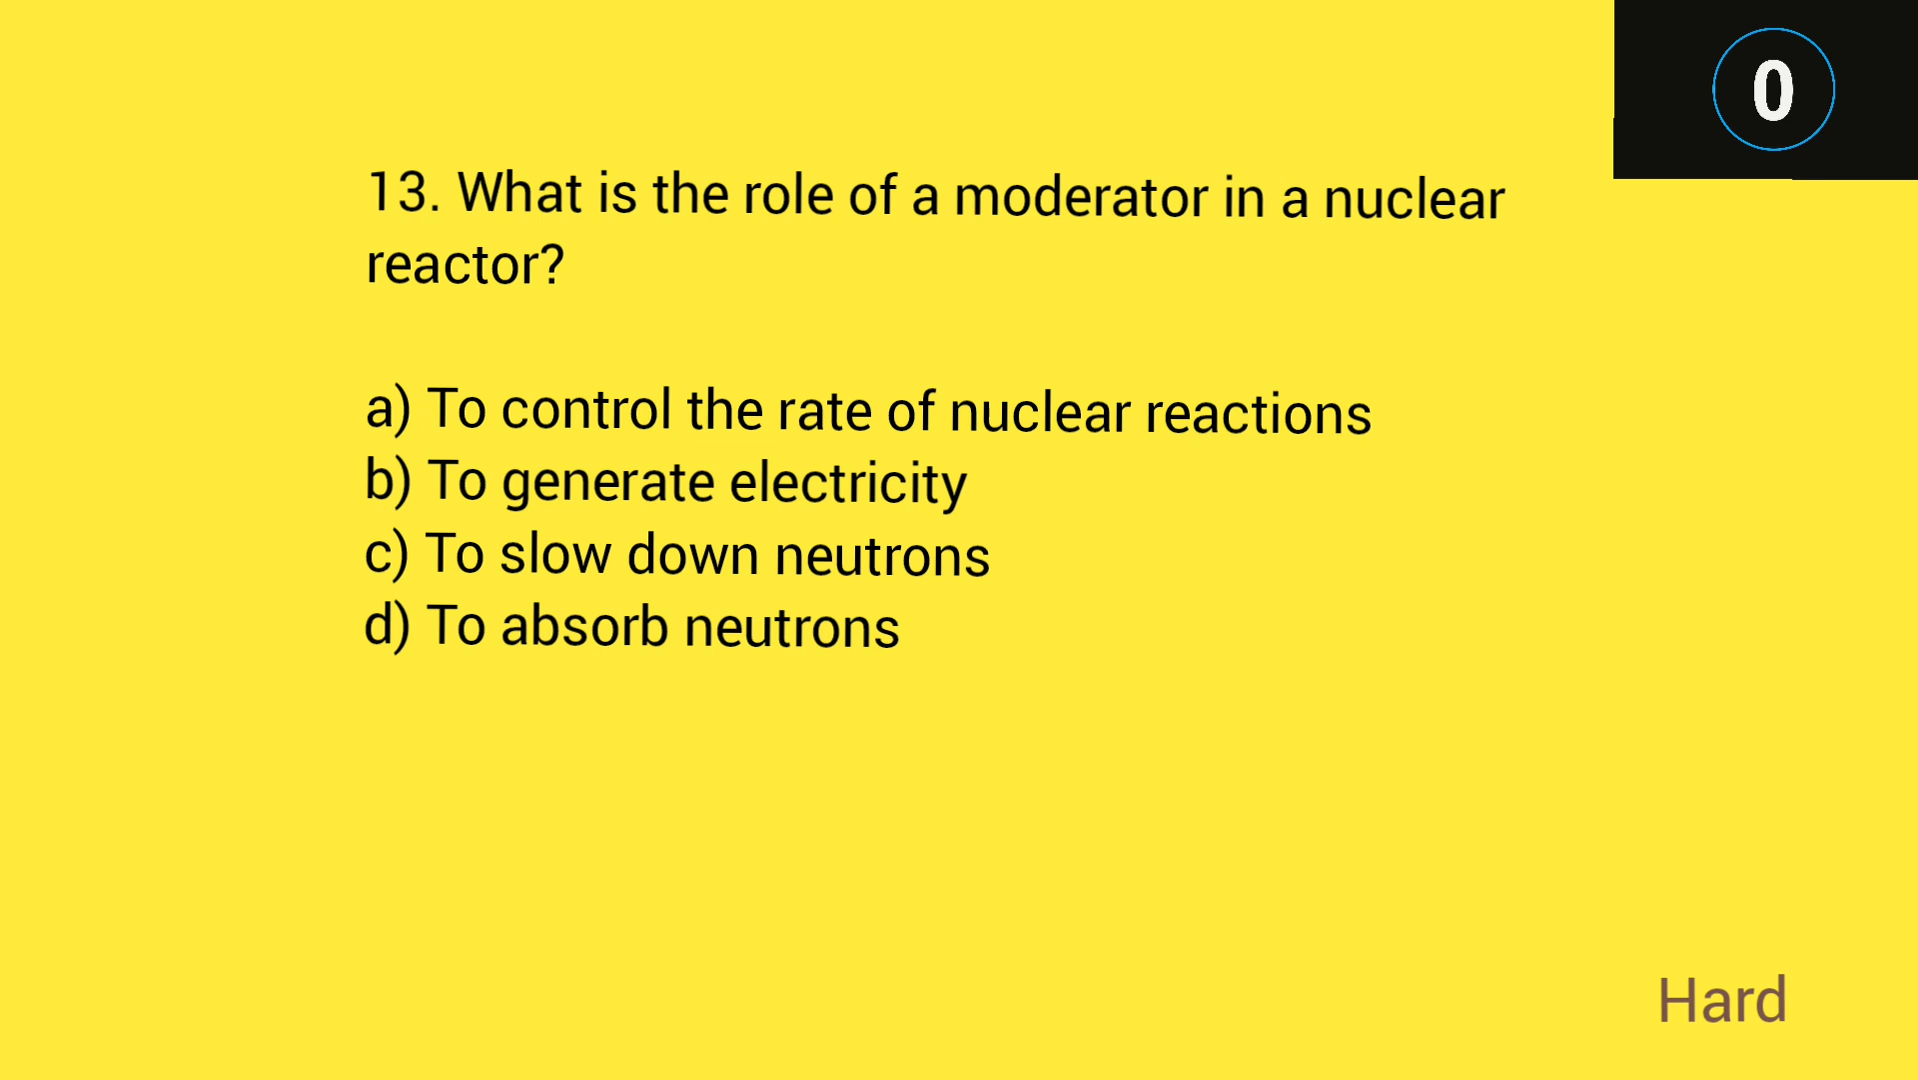 0
13. What is the role of a moderator in a nuclear
reactor?
a) To control the rate of nuclear reactions
b) To generate electricity
c) To slow down neutrons
d) To absorb neutrons
Hard